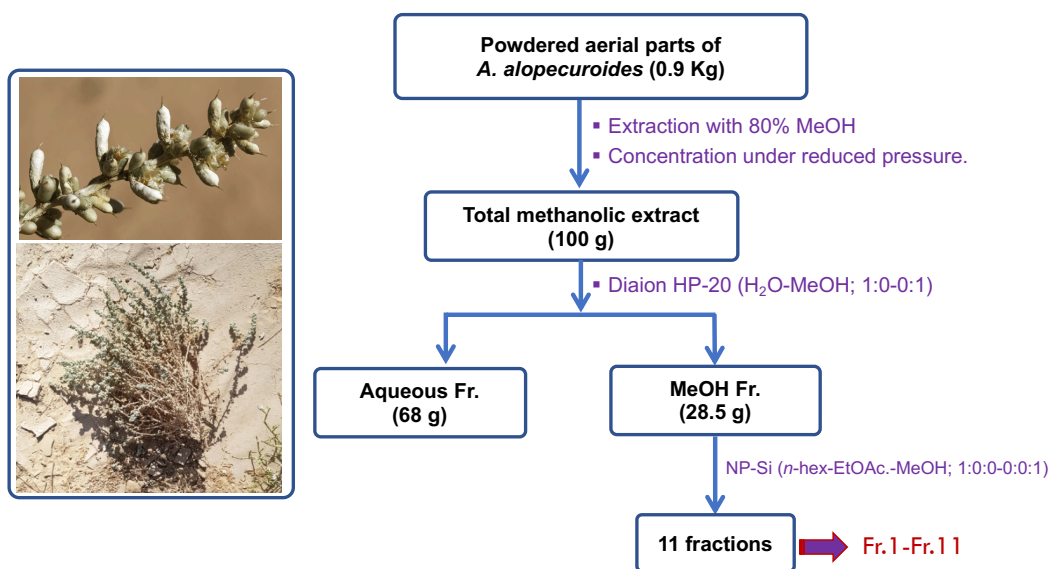 Powdered aerial parts of
A. alopecuroides (0.9 Kg)
▪ Extraction with 80% MeOH
▪ Concentration under reduced pressure.
Total methanolic extract
(100 g)
▪ Diaion HP-20 (H₂O-MeOH; 1:0-0:1)
Aqueous Fr.
(68 g)
MeOH Fr.
(28.5 g)
NP-Si (n-hex-EtOAc.-MeOH; 1:0:0-0:0:1)
11 fractions
Fr.1-Fr.11